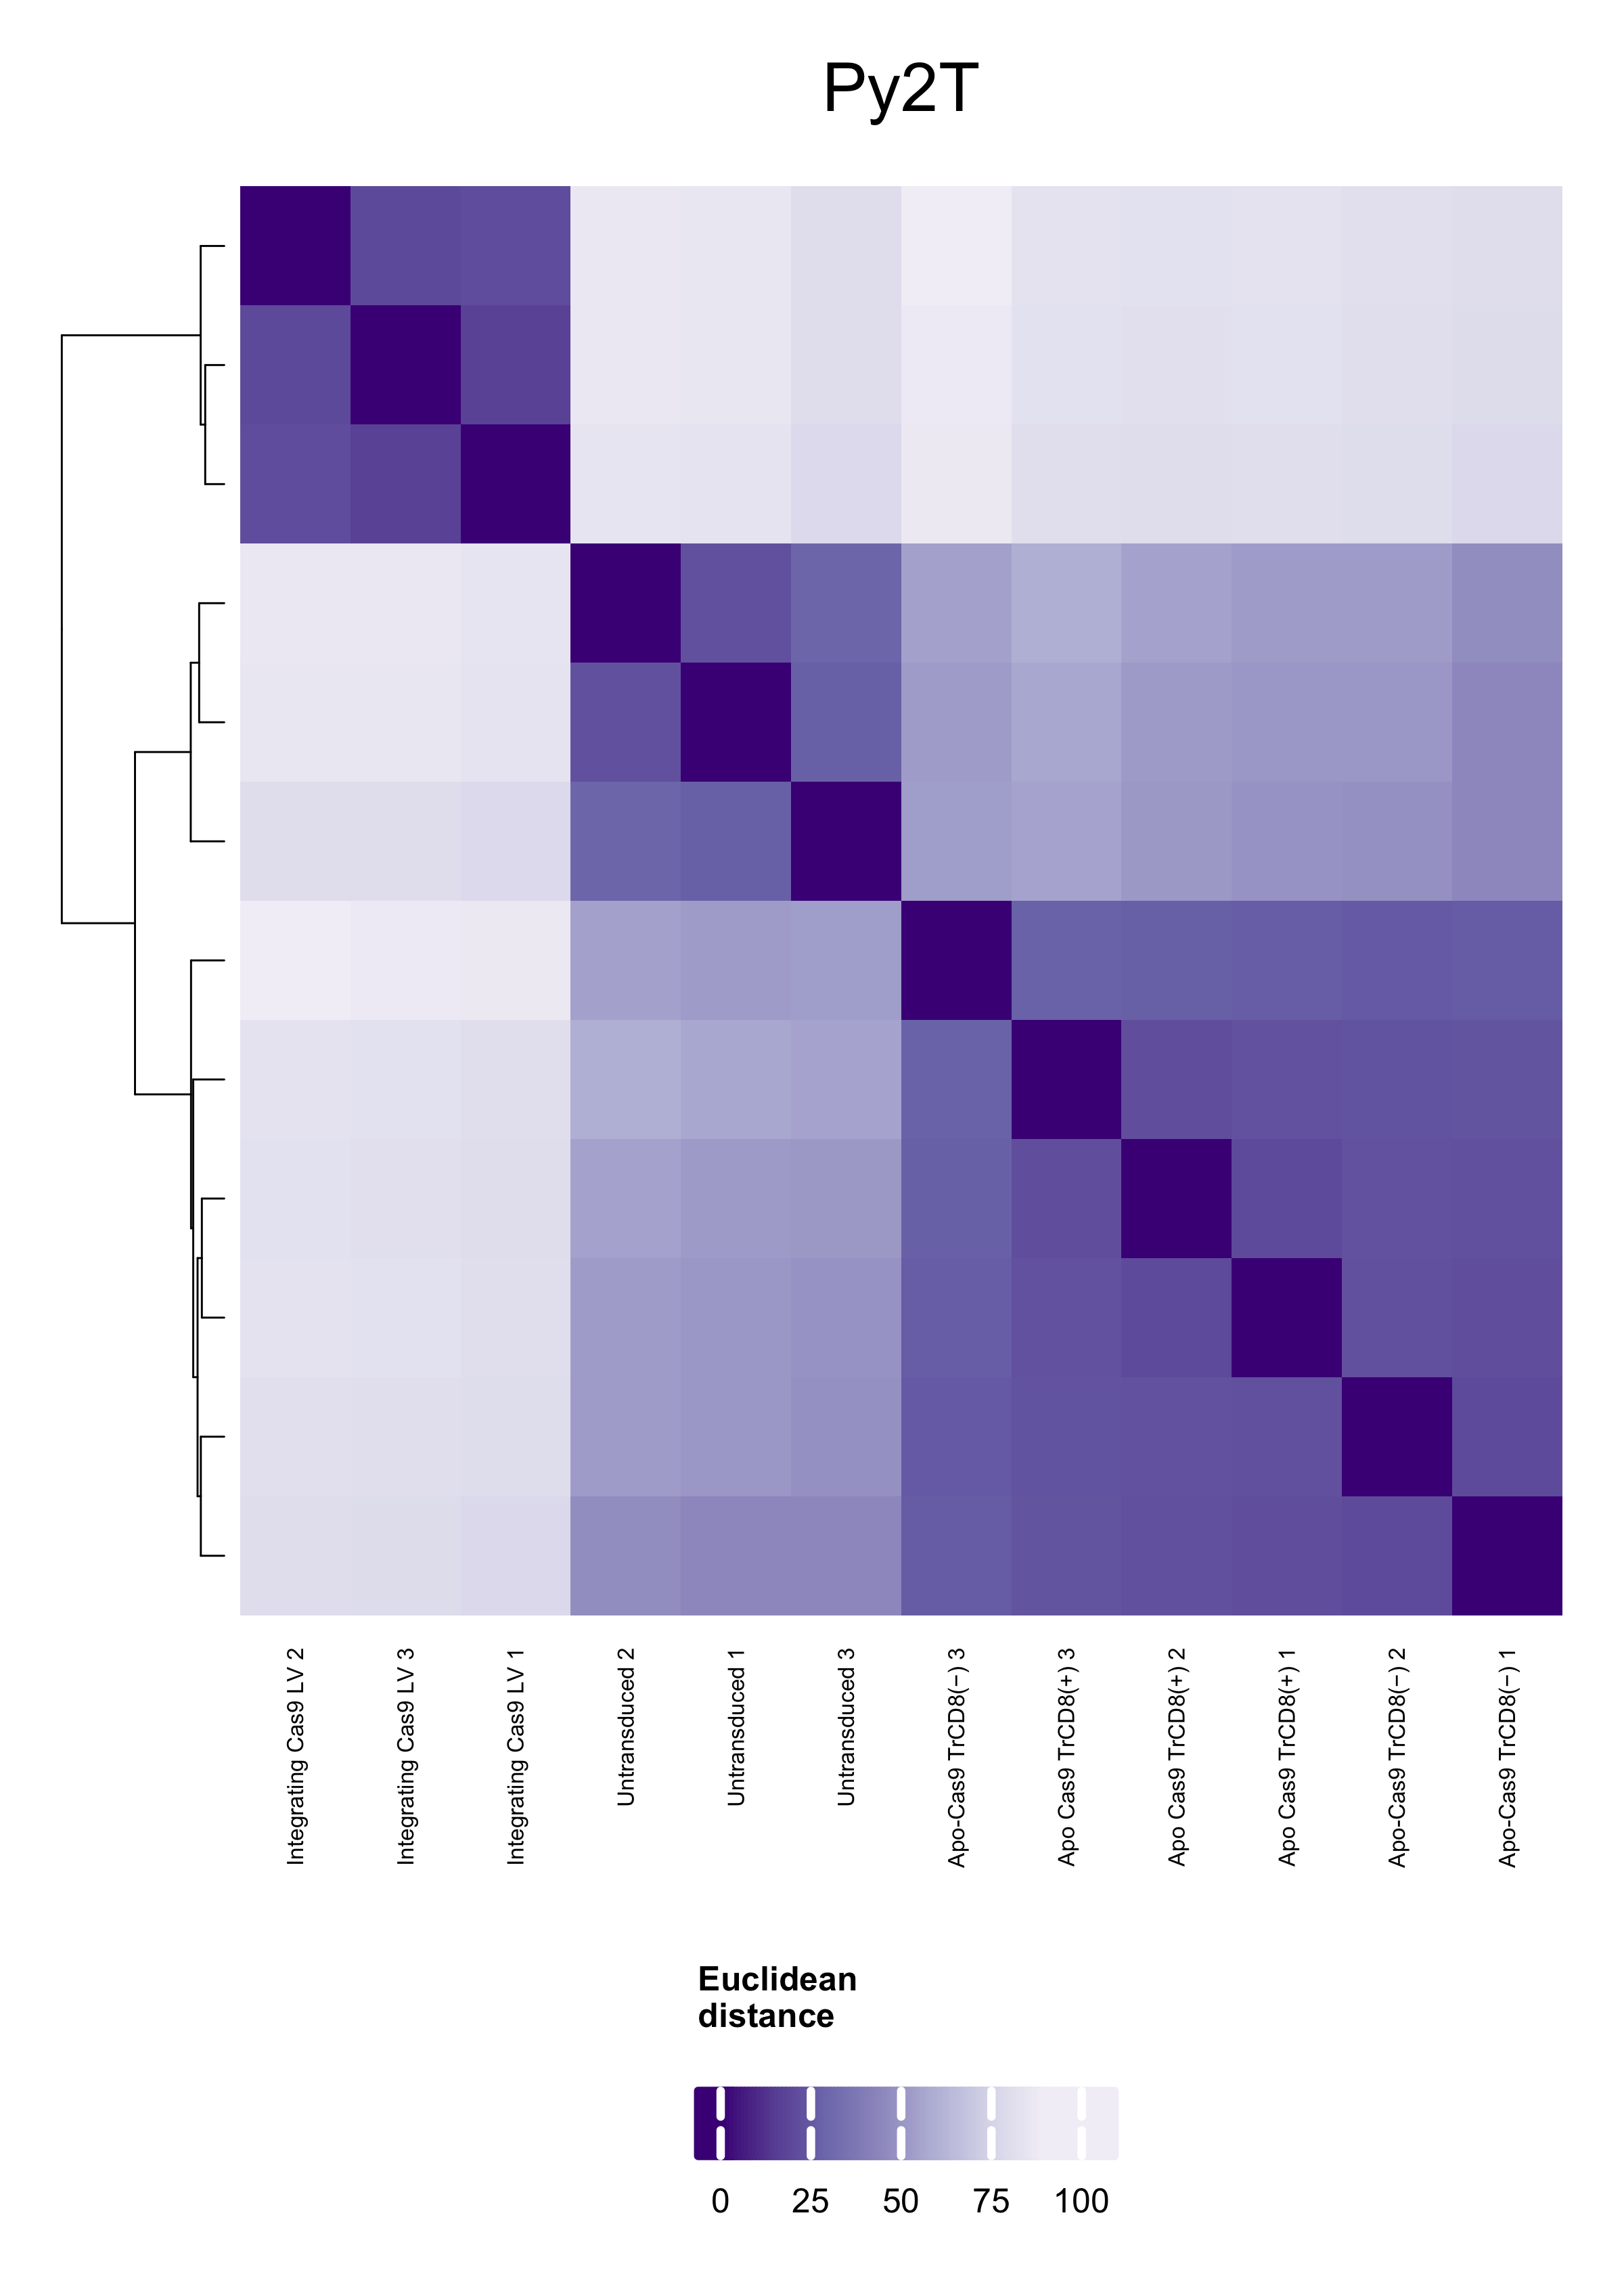 Py2T
Integrating Cas9 LV 2
Integrating Cas9 LV 3
Integrating Cas9 LV 1
Untransduced 2
Untransduced 1
Untransduced 3
Apo-Cas9 TrCD8(−) 3
Apo Cas9 TrCD8(+) 3
Apo Cas9 TrCD8(+) 2
Apo Cas9 TrCD8(+) 1
Apo-Cas9 TrCD8(−) 2
Apo-Cas9 TrCD8(−) 1
Euclidean
distance
0 25 50 75 100